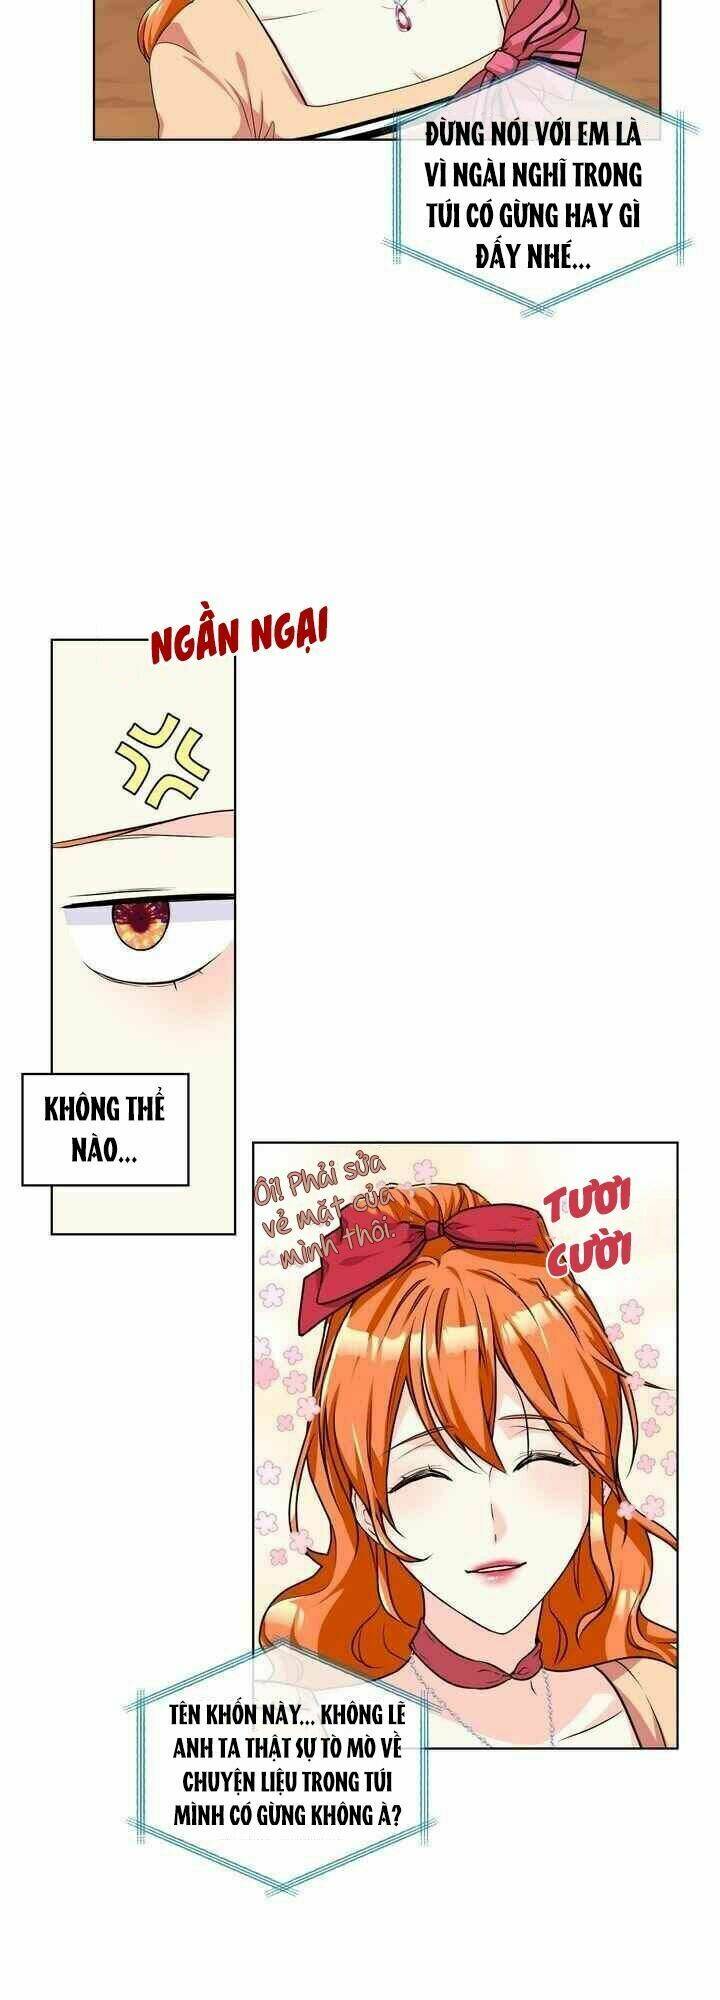 ĐỪNG NÓI VỚI EM LÀ
VÌ NGÀI NGHĨ TRONG
TÚI CÓ GỪNG HAY GÌ
ĐẤY NHÉ...
NGẦN NGẠI
KHÔNG THỂ
NÀO...
Ôi! Phải sửa
vẻ mặt của
mình thôi.
TƯƠI
CƯỜI
TÊN KHỐN NÀY... KHÔNG LẼ
ANH TA THẬT SỰ TÒ MÒ VỀ
CHUYỆN LIỆU TRONG TÚI
MÌNH CÓ GỪNG KHÔNG À?